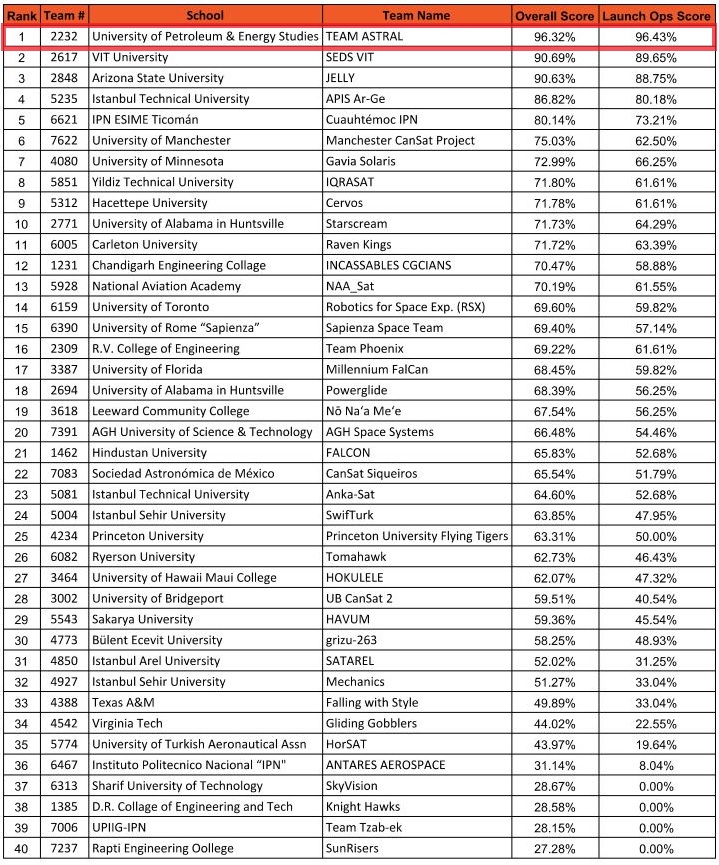 Rank Team # School Team Name Overall Score Launch Ops Score
1 2232 University of Petroleum & Energy Studies TEAM ASTRAL 96.32% 96.43%
2 2617 VIT University SEDS VIT 90.69% 89.65%
3 2848 Arizona State University JELLY 90.63% 88.75%
4 5235 Istanbul Technical University APIS Ar-Ge 86.82% 80.18%
5 6621 IPN ESIME Ticomán Cuauhtémoc IPN 80.14% 73.21%
6 7622 University of Manchester Manchester CanSat Project 75.03% 62.50%
7 4080 University of Minnesota Gavia Solaris 72.99% 66.25%
8 5851 Yildiz Technical University IQRASAT 71.80% 61.61%
9 5312 Hacettepe University Cervos 71.78% 61.61%
10 2771 University of Alabama in Huntsville Starscream 71.73% 64.29%
11 6005 Carleton University Raven Kings 71.72% 63.39%
12 1231 Chandigarh Engineering Collage INCASSABLES CGCIANS 70.47% 58.88%
13 5928 National Aviation Academy NAA_Sat 70.19% 61.55%
14 6159 University of Toronto Robotics for Space Exp. (RSX) 69.60% 59.82%
15 6390 University of Rome “Sapienza” Sapienza Space Team 69.40% 57.14%
16 2309 R.V. College of Engineering Team Phoenix 69.22% 61.61%
17 3387 University of Florida Millennium FalCan 68.45% 59.82%
18 2694 University of Alabama in Huntsville Powerglide 68.39% 56.25%
19 3618 Leeward Community College Nō Naʻa Meʻe 67.54% 56.25%
20 7391 AGH University of Science & Technology AGH Space Systems 66.48% 54.46%
21 1462 Hindustan University FALCON 65.83% 52.68%
22 7083 Sociedad Astronómica de México CanSat Siqueiros 65.54% 51.79%
23 5081 Istanbul Technical University Anka-Sat 64.60% 52.68%
24 5004 Istanbul Sehir University SwifTurk 63.85% 47.95%
25 4234 Princeton University Princeton University Flying Tigers 63.31% 50.00%
26 6082 Ryerson University Tomahawk 62.73% 46.43%
27 3464 University of Hawaii Maui College HOKULELE 62.07% 47.32%
28 3002 University of Bridgeport UB CanSat 2 59.51% 40.54%
29 5543 Sakarya University HAVUM 59.36% 45.54%
30 4773 Bülent Ecevit University grizu-263 58.25% 48.93%
31 4850 Istanbul Arel University SATAREL 52.02% 31.25%
32 4927 Istanbul Sehir University Mechanics 51.27% 33.04%
33 4388 Texas A&M Falling with Style 49.89% 33.04%
34 4542 Virginia Tech Gliding Gobblers 44.02% 22.55%
35 5774 University of Turkish Aeronautical Assn HorSAT 43.97% 19.64%
36 6467 Instituto Politecnico Nacional “IPN" ANTARES AEROSPACE 31.14% 8.04%
37 6313 Sharif University of Technology SkyVision 28.67% 0.00%
38 1385 D.R. Collage of Engineering and Tech Knight Hawks 28.58% 0.00%
39 7006 UPIIG-IPN Team Tzab-ek 28.15% 0.00%
40 7237 Rapti Engineering Oollege SunRisers 27.28% 0.00%